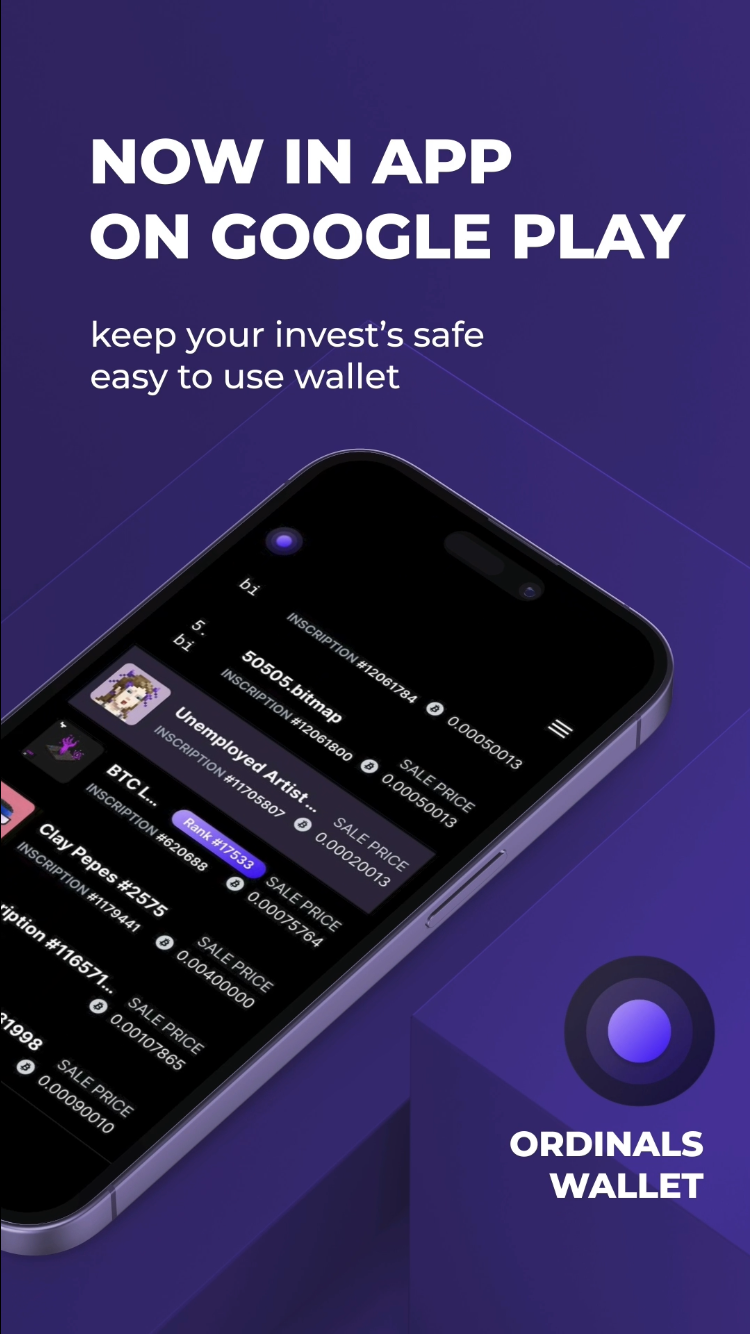 NOW IN APP
ON GOOGLE PLAY
keep your invest’s safe
easy to use wallet
bi
INSCRIPTION #12061784
0.00050013
5.
bi
50505.bitmap
INSCRIPTION #12061800
SALE PRICE
0.00050013
Unemployed Artist ...
INSCRIPTION #11705807
SALE PRICE
0.00020013
BTC L...
Rank #17533
INSCRIPTION #620688
SALE PRICE
0.00075764
Clay Pepes #2575
INSCRIPTION #1179441
SALE PRICE
0.00400000
ription #116571...
SALE PRICE
0.00107865
1998
SALE PRICE
0.00090010
ORDINALS
WALLET